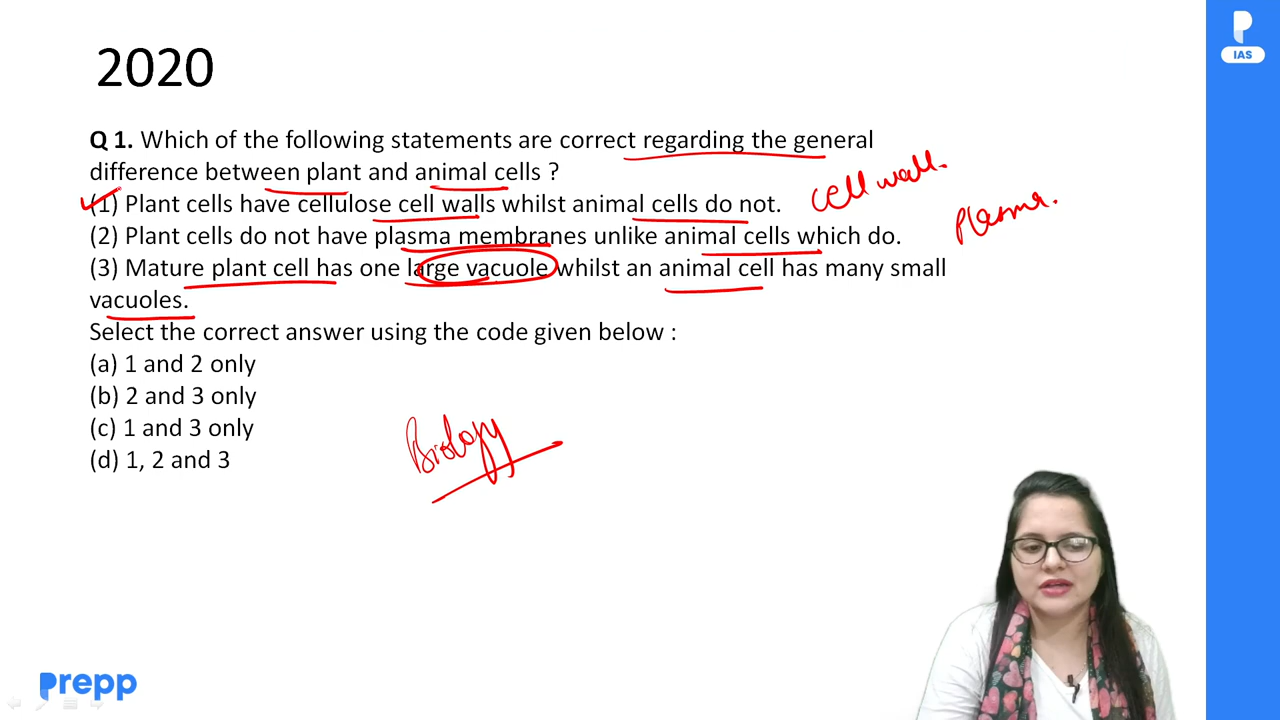 2020
IAS
Q 1. Which of the following statements are correct regarding the general
difference between plant and animal cells ?
(1) Plant cells have cellulose cell walls whilst animal cells do not.
cell wall.
(2) Plant cells do not have plasma membranes unlike animal cells which do.
Plasma.
(3) Mature plant cell has one large vacuole whilst an animal cell has many small
vacuoles.
Select the correct answer using the code given below :
(a) 1 and 2 only
(b) 2 and 3 only
(c) 1 and 3 only
(d) 1, 2 and 3
Biology
prepp